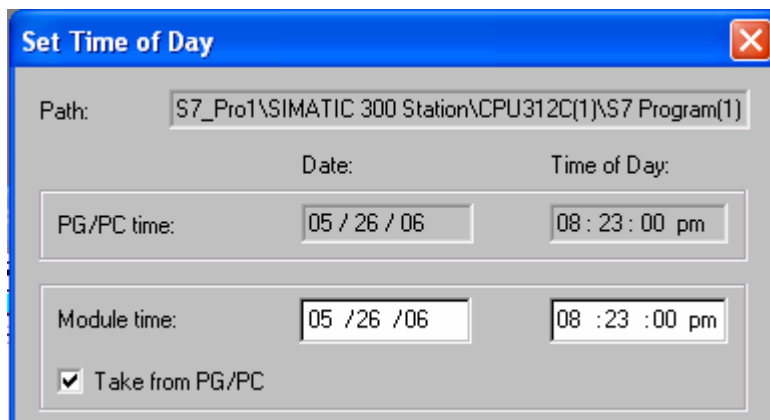 Set Time of Day
Path: S7_Pro1\SIMATIC 300 Station\CPU312C(1)\S7 Program(1)
Date: Time of Day:
PG/PC time: 05 / 26 / 06 08 : 23 : 00 pm
Module time: 05 /26 /06 08 :23 :00 pm
Take from PG/PC